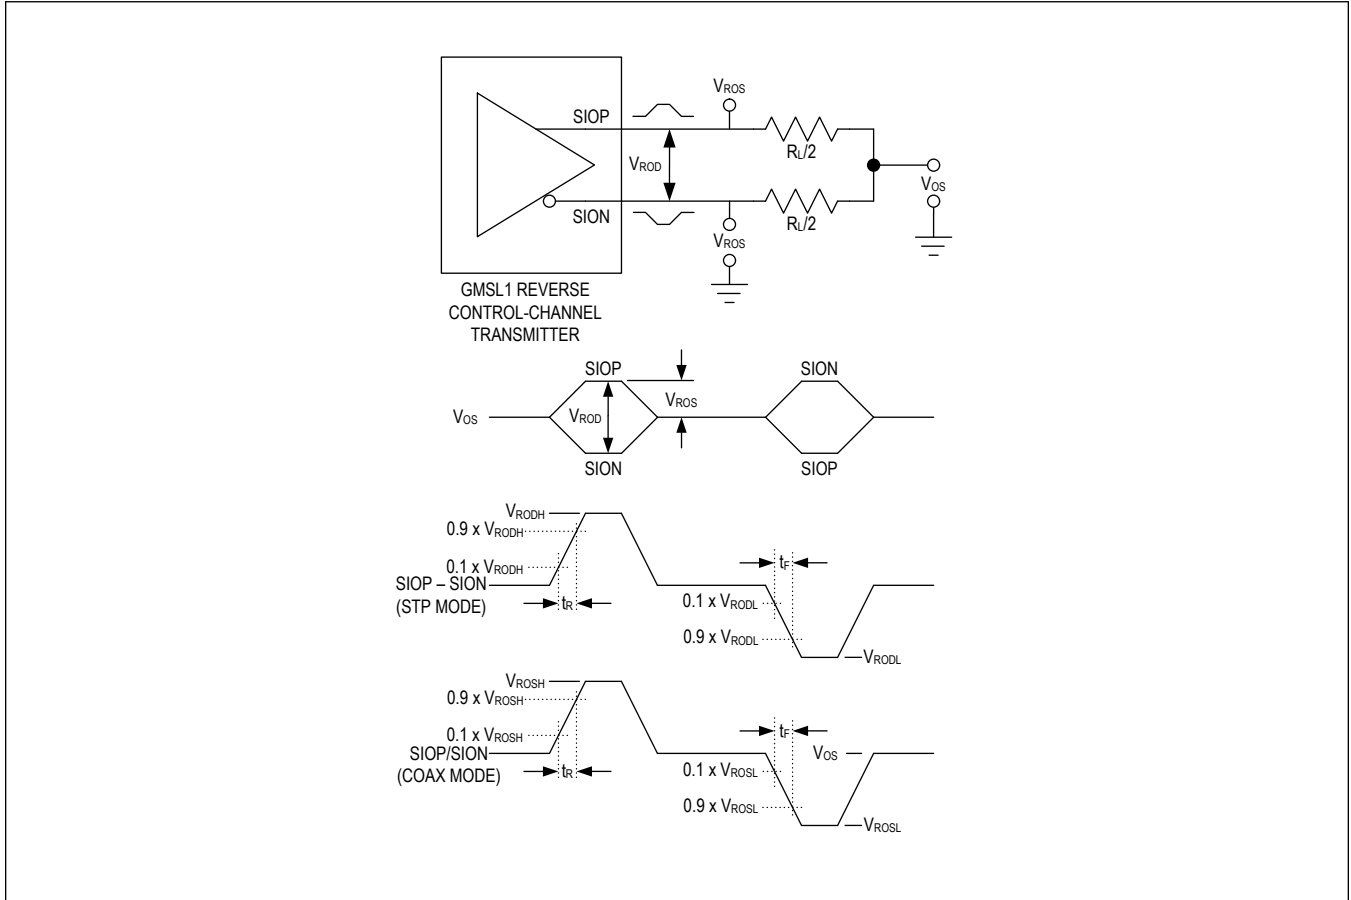 SIOP
VROS
RL/2
VROD
VOS
SION
RL/2
VROS
GMSL1 REVERSE
CONTROL-CHANNEL
TRANSMITTER
SIOP
SION
VROS
VOS
VROD
SION
SIOP
VRODH
0.9 x VRODH
0.1 x VRODH
SIOP – SION
(STP MODE)
tR
tF
0.1 x VRODL
0.9 x VRODL
VRODL
VROSH
0.9 x VROSH
0.1 x VROSH
SIOP/SION
(COAX MODE)
tR
tF
VOS
0.1 x VROSL
0.9 x VROSL
VROSL